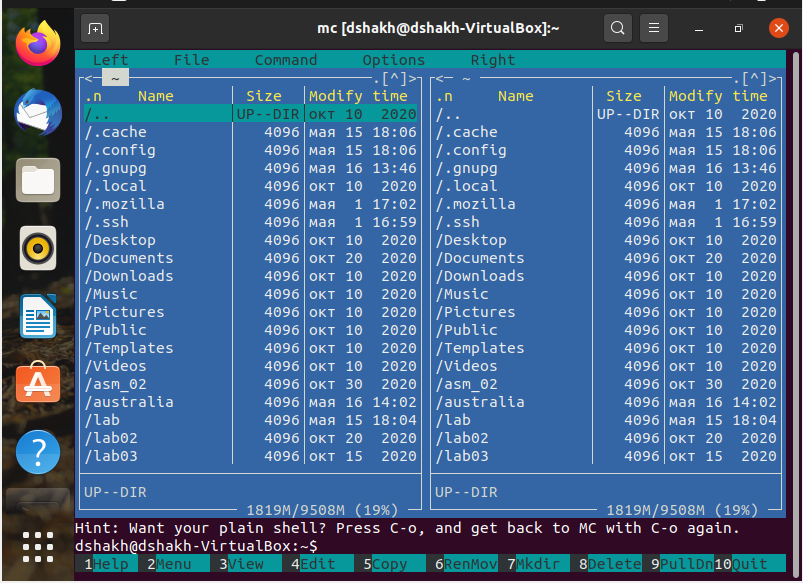 mc [dshakh@dshakh-VirtualBox]:~
Left File Command Options Right
<─ ~ .[^]> <─ ~ .[^]>
.n Name Size Modify time .n Name Size Modify time
/.. UP--DIR окт 10 2020 /.. UP--DIR окт 10 2020
/.cache 4096 мая 15 18:06 /.cache 4096 мая 15 18:06
/.config 4096 мая 15 18:06 /.config 4096 мая 15 18:06
/.gnupg 4096 мая 16 13:46 /.gnupg 4096 мая 16 13:46
/.local 4096 окт 10 2020 /.local 4096 окт 10 2020
/.mozilla 4096 мая 1 17:02 /.mozilla 4096 мая 1 17:02
/.ssh 4096 мая 1 16:59 /.ssh 4096 мая 1 16:59
/Desktop 4096 окт 10 2020 /Desktop 4096 окт 10 2020
/Documents 4096 окт 20 2020 /Documents 4096 окт 20 2020
/Downloads 4096 окт 10 2020 /Downloads 4096 окт 10 2020
/Music 4096 окт 10 2020 /Music 4096 окт 10 2020
/Pictures 4096 окт 10 2020 /Pictures 4096 окт 10 2020
/Public 4096 окт 10 2020 /Public 4096 окт 10 2020
/Templates 4096 окт 10 2020 /Templates 4096 окт 10 2020
/Videos 4096 окт 10 2020 /Videos 4096 окт 10 2020
/asm_02 4096 окт 30 2020 /asm_02 4096 окт 30 2020
/australia 4096 мая 16 14:02 /australia 4096 мая 16 14:02
/lab 4096 мая 15 18:04 /lab 4096 мая 15 18:04
/lab02 4096 окт 20 2020 /lab02 4096 окт 20 2020
/lab03 4096 окт 15 2020 /lab03 4096 окт 15 2020
UP--DIR UP--DIR
1819M/9508M (19%) 1819M/9508M (19%)
Hint: Want your plain shell? Press C-o, and get back to MC with C-o again.
dshakh@dshakh-VirtualBox:~$
1Help 2Menu 3View 4Edit 5Copy 6RenMov 7Mkdir 8Delete 9PullDn 10Quit